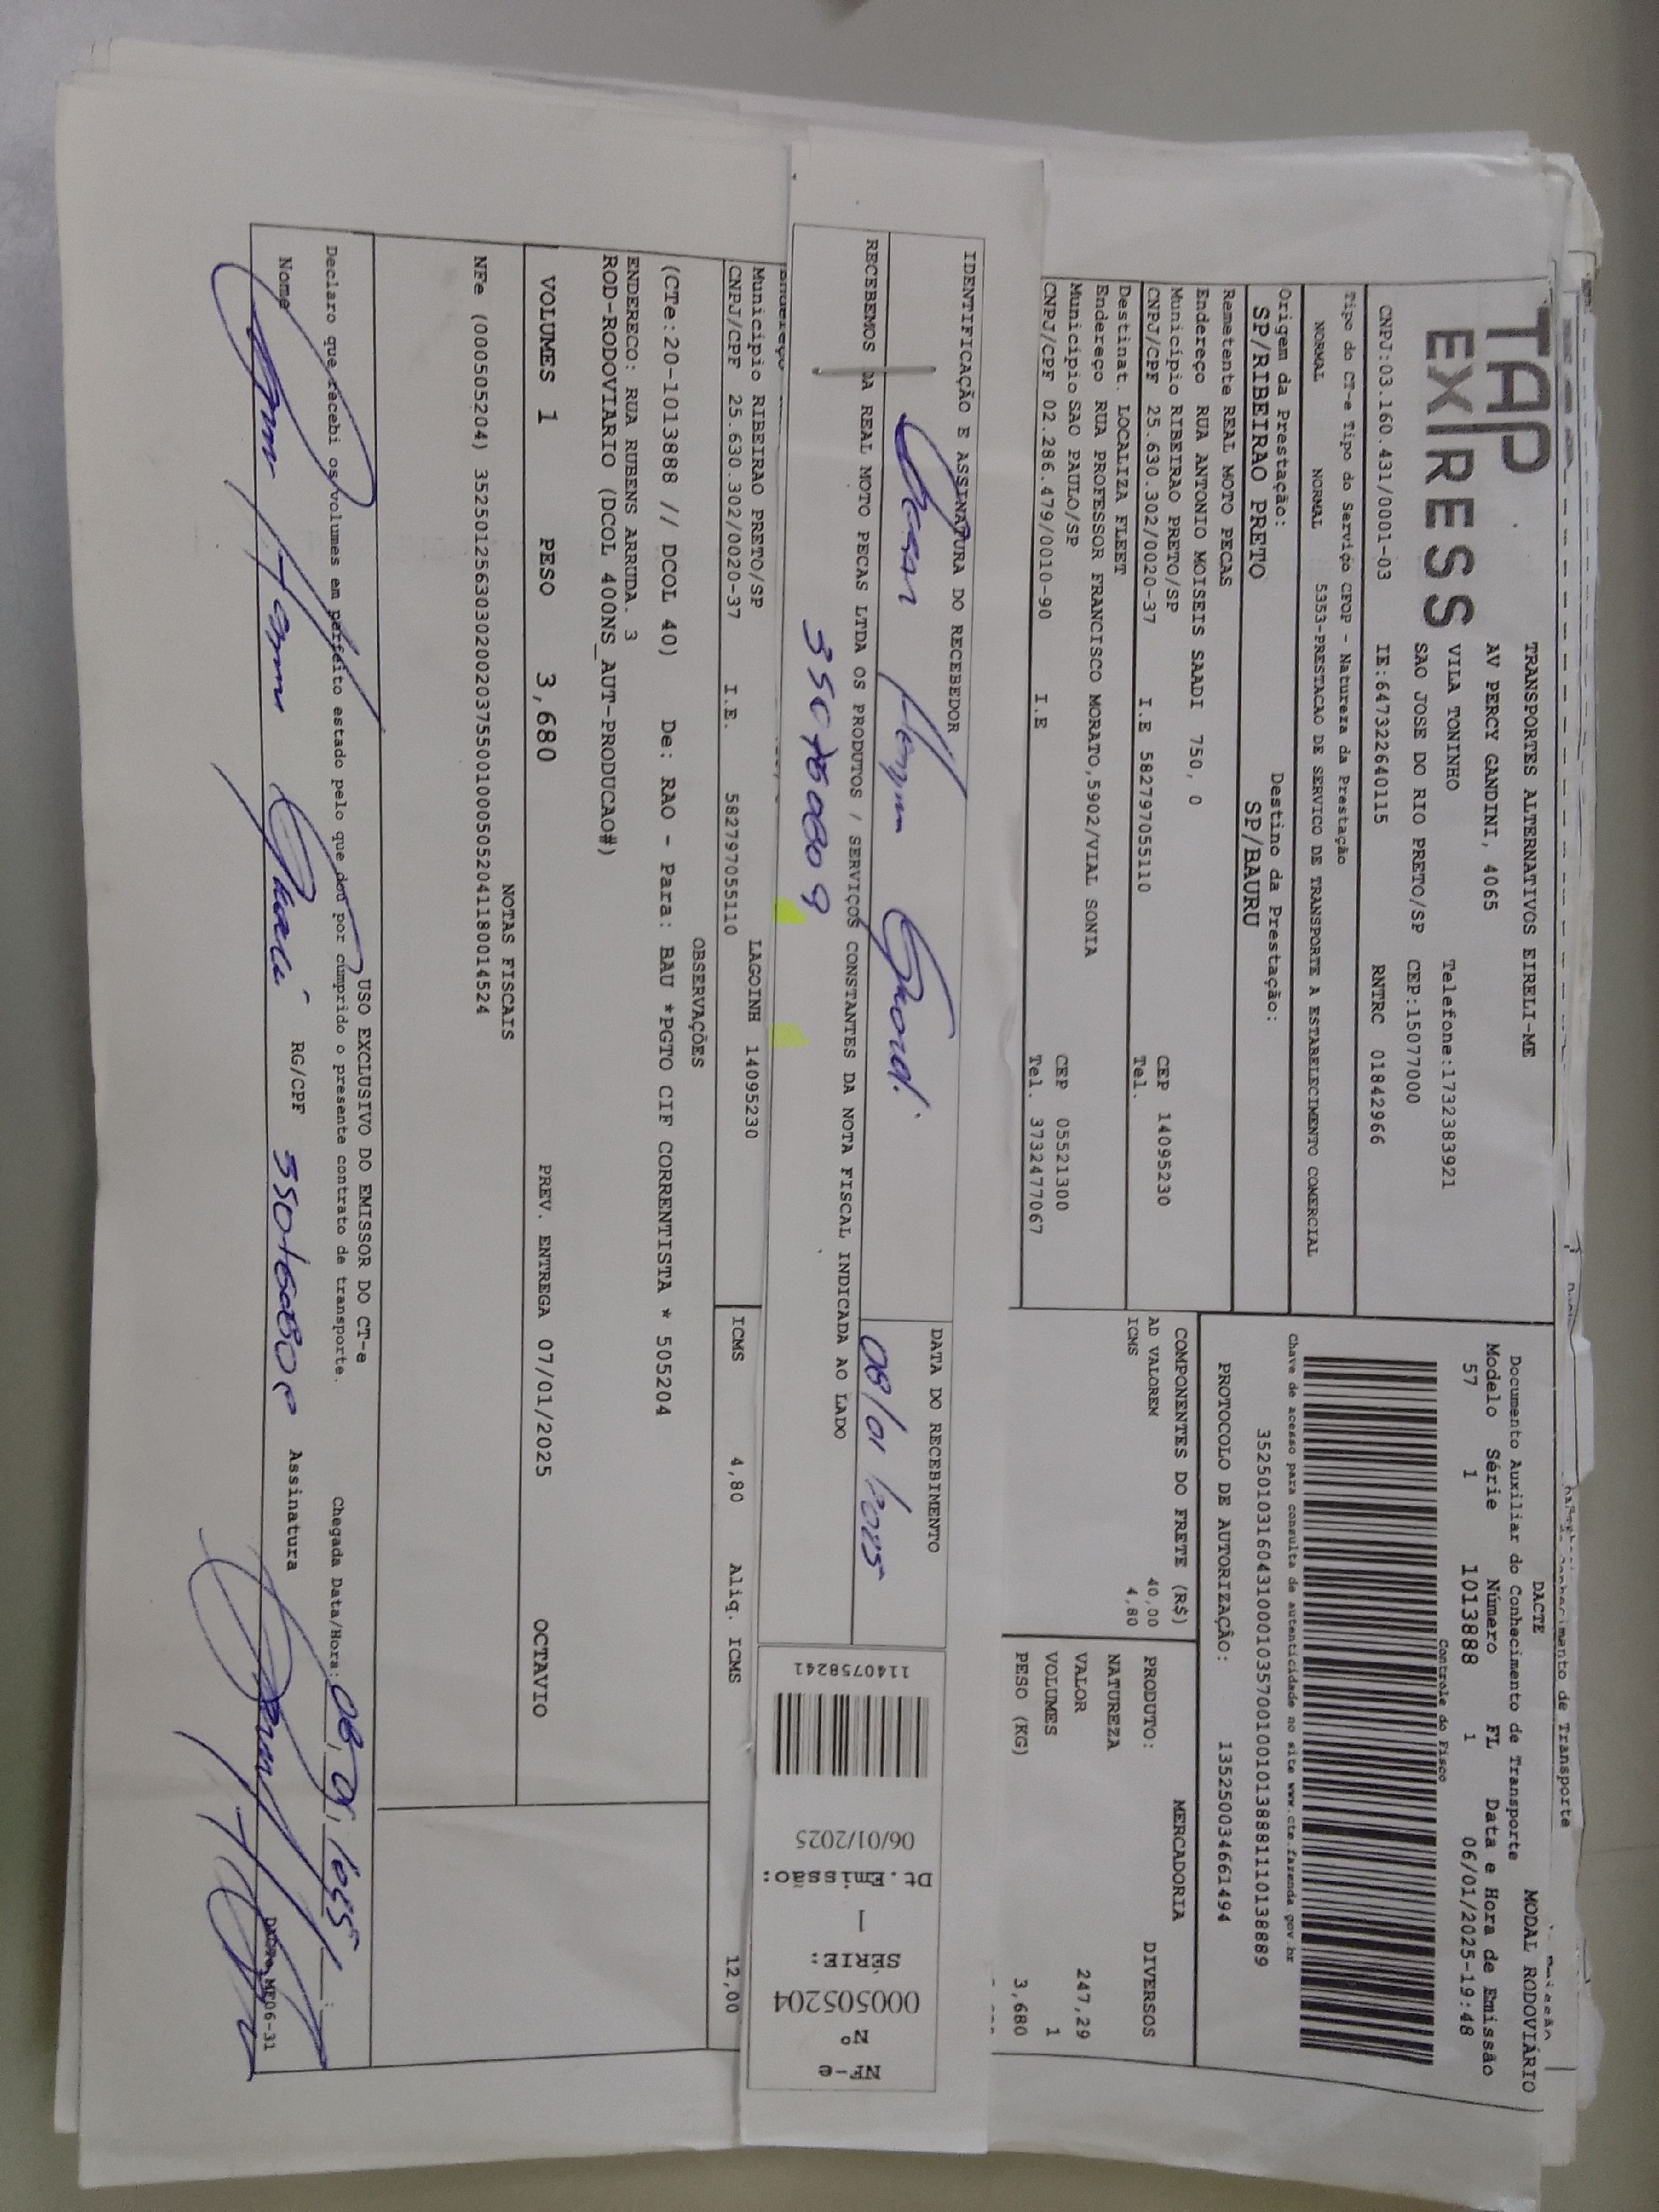 TAP
EXPRESS
TRANSPORTES ALTERNATIVOS EIRELI-ME
AV PERCY GANDINI, 4065
VILA TONINHO Telefone:1732383921
SAO JOSE DO RIO PRETO/SP CEP:15077000
CNPJ:03.160.431/0001-03 IE:647322640115 RNTRC 01842966
DACTE MODAL RODOVIÁRIO
Documento Auxiliar do Conhecimento de Transporte
Modelo Série Número FL Data e Hora de Emissão
57 1 1013888 1 06/01/2025-19:48
Controle do Fisco
Tipo do CT-e Tipo do Serviço CFOP - Natureza da Prestação
NORMAL NORMAL 5353-PRESTACAO DE SERVICO DE TRANSPORTE A ESTABELECIMENTO COMERCIAL
Chave de acesso para consulta de autenticidade no site www.cte.fazenda.gov.br
35250103160431000103570010010138881110138889
Origem da Prestação: Destino da Prestação:
SP/RIBEIRAO PRETO SP/BAURU
PROTOCOLO DE AUTORIZAÇÃO: 135250034661494
Remetente REAL MOTO PECAS
Endereço RUA ANTONIO MOISEIS SAADI 750, 0
Município RIBEIRAO PRETO/SP CEP 14095230
CNPJ/CPF 25.630.302/0020-37 I.E 582797055110 Tel.
Destinat. LOCALIZA FLEET
Endereço RUA PROFESSOR FRANCISCO MORATO,5902/VIAL SONIA
Município SAO PAULO/SP CEP 05521300
CNPJ/CPF 02.286.479/0010-90 I.E Tel. 3732477067
COMPONENTES DO FRETE (R$)
AD VALOREM 40,00
ICMS 4,80
MERCADORIA
PRODUTO: DIVERSOS
NATUREZA
VALOR 247,29
VOLUMES 1
PESO (KG) 3,680
IDENTIFICAÇÃO E ASSINATURA DO RECEBEDOR DATA DO RECEBIMENTO
08/01/2025
RECEBEMOS DA REAL MOTO PECAS LTDA OS PRODUTOS / SERVIÇOS CONSTANTES DA NOTA FISCAL INDICADA AO LADO
NF-e
Nº
000505204
SÉRIE:
1
Dt.Emissão:
06/01/2025
1140758241
Município RIBEIRAO PRETO/SP LAGOINH 14095230
CNPJ/CPF 25.630.302/0020-37 I.E. 582797055110
ICMS 4,80 Aliq. ICMS 12,00
OBSERVAÇÕES
(CTe:20-1013888 // DCOL 40) De: RAO - Para: BAU *PGTO CIF CORRENTISTA * 505204
ENDERECO: RUA RUBENS ARRUDA. 3
ROD-RODOVIARIO (DCOL 400NS_AUT-PRODUCAO#)
VOLUMES 1 PESO 3,680 PREV. ENTREGA 07/01/2025 OCTAVIO
NOTAS FISCAIS
NFe (000505204) 35250125630302002037550010005052041180014524
USO EXCLUSIVO DO EMISSOR DO CT-e
Declaro que recebi os volumes em perfeito estado pelo que dou por cumprido o presente contrato de transporte. Chegada Data/Hora:
Nome RG/CPF Assinatura